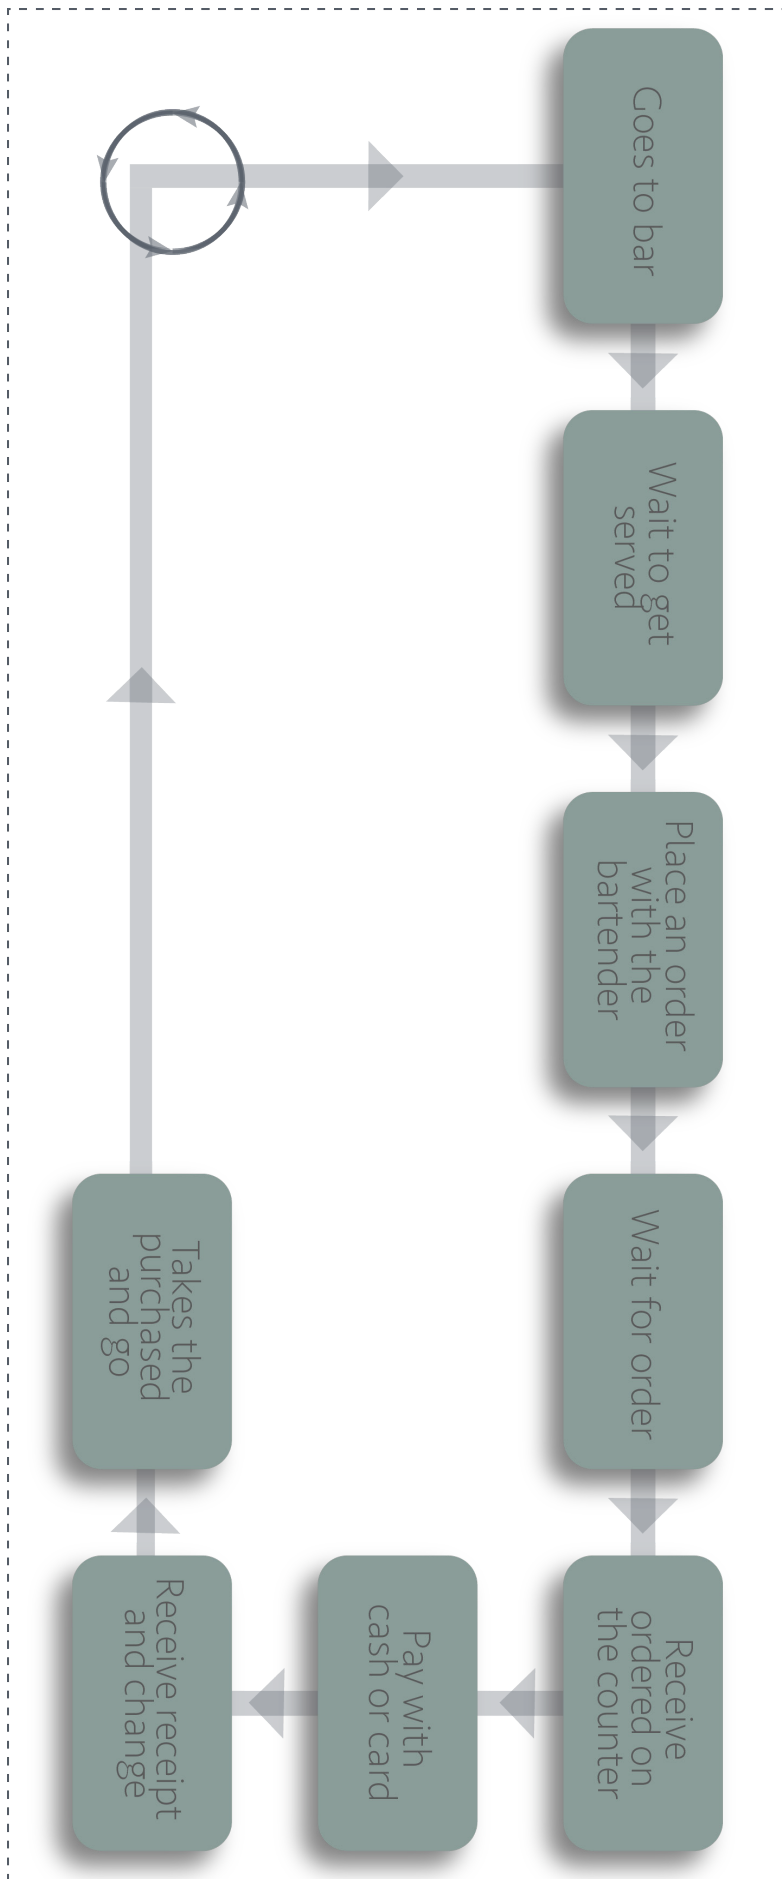 Goes to bar
Wait to get
served
Place an order
with the
bartender
Wait for order
Receive
ordered on
the counter
Pay with
cash or card
Receive receipt
and change
Takes the
purchased
and go